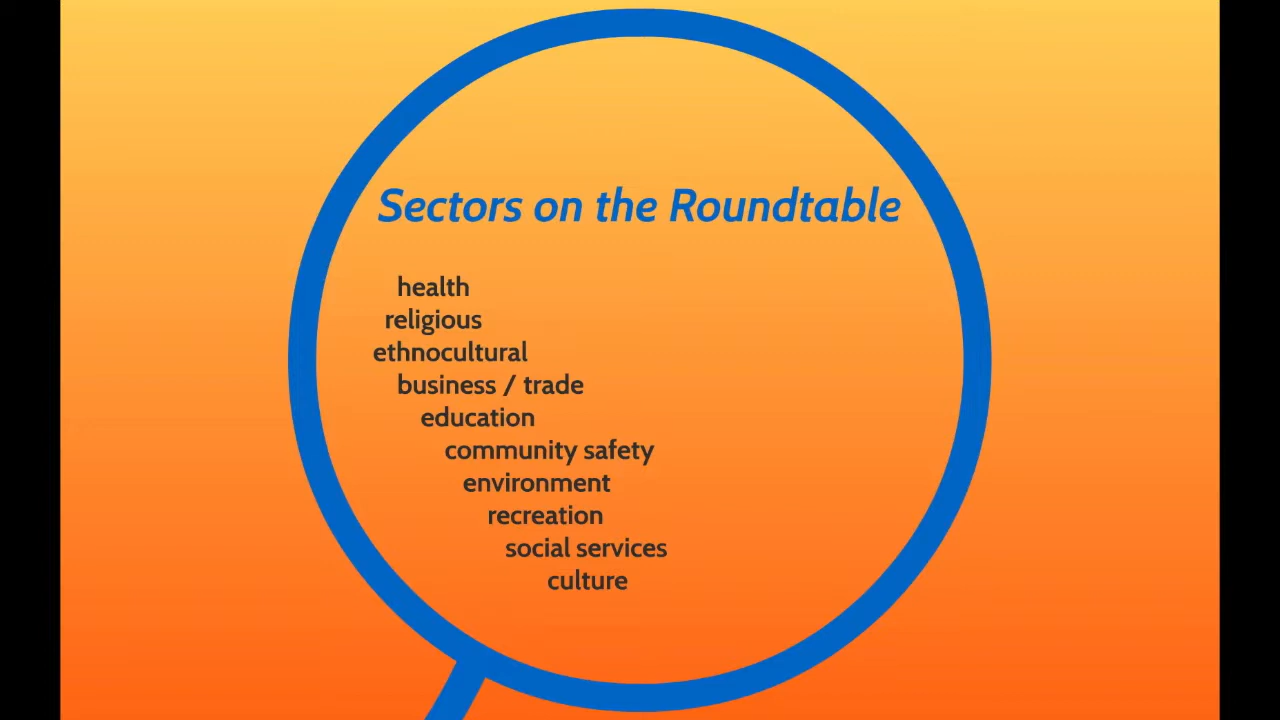 Sectors on the Roundtable
health
religious
ethnocultural
business / trade
education
community safety
environment
recreation
social services
culture